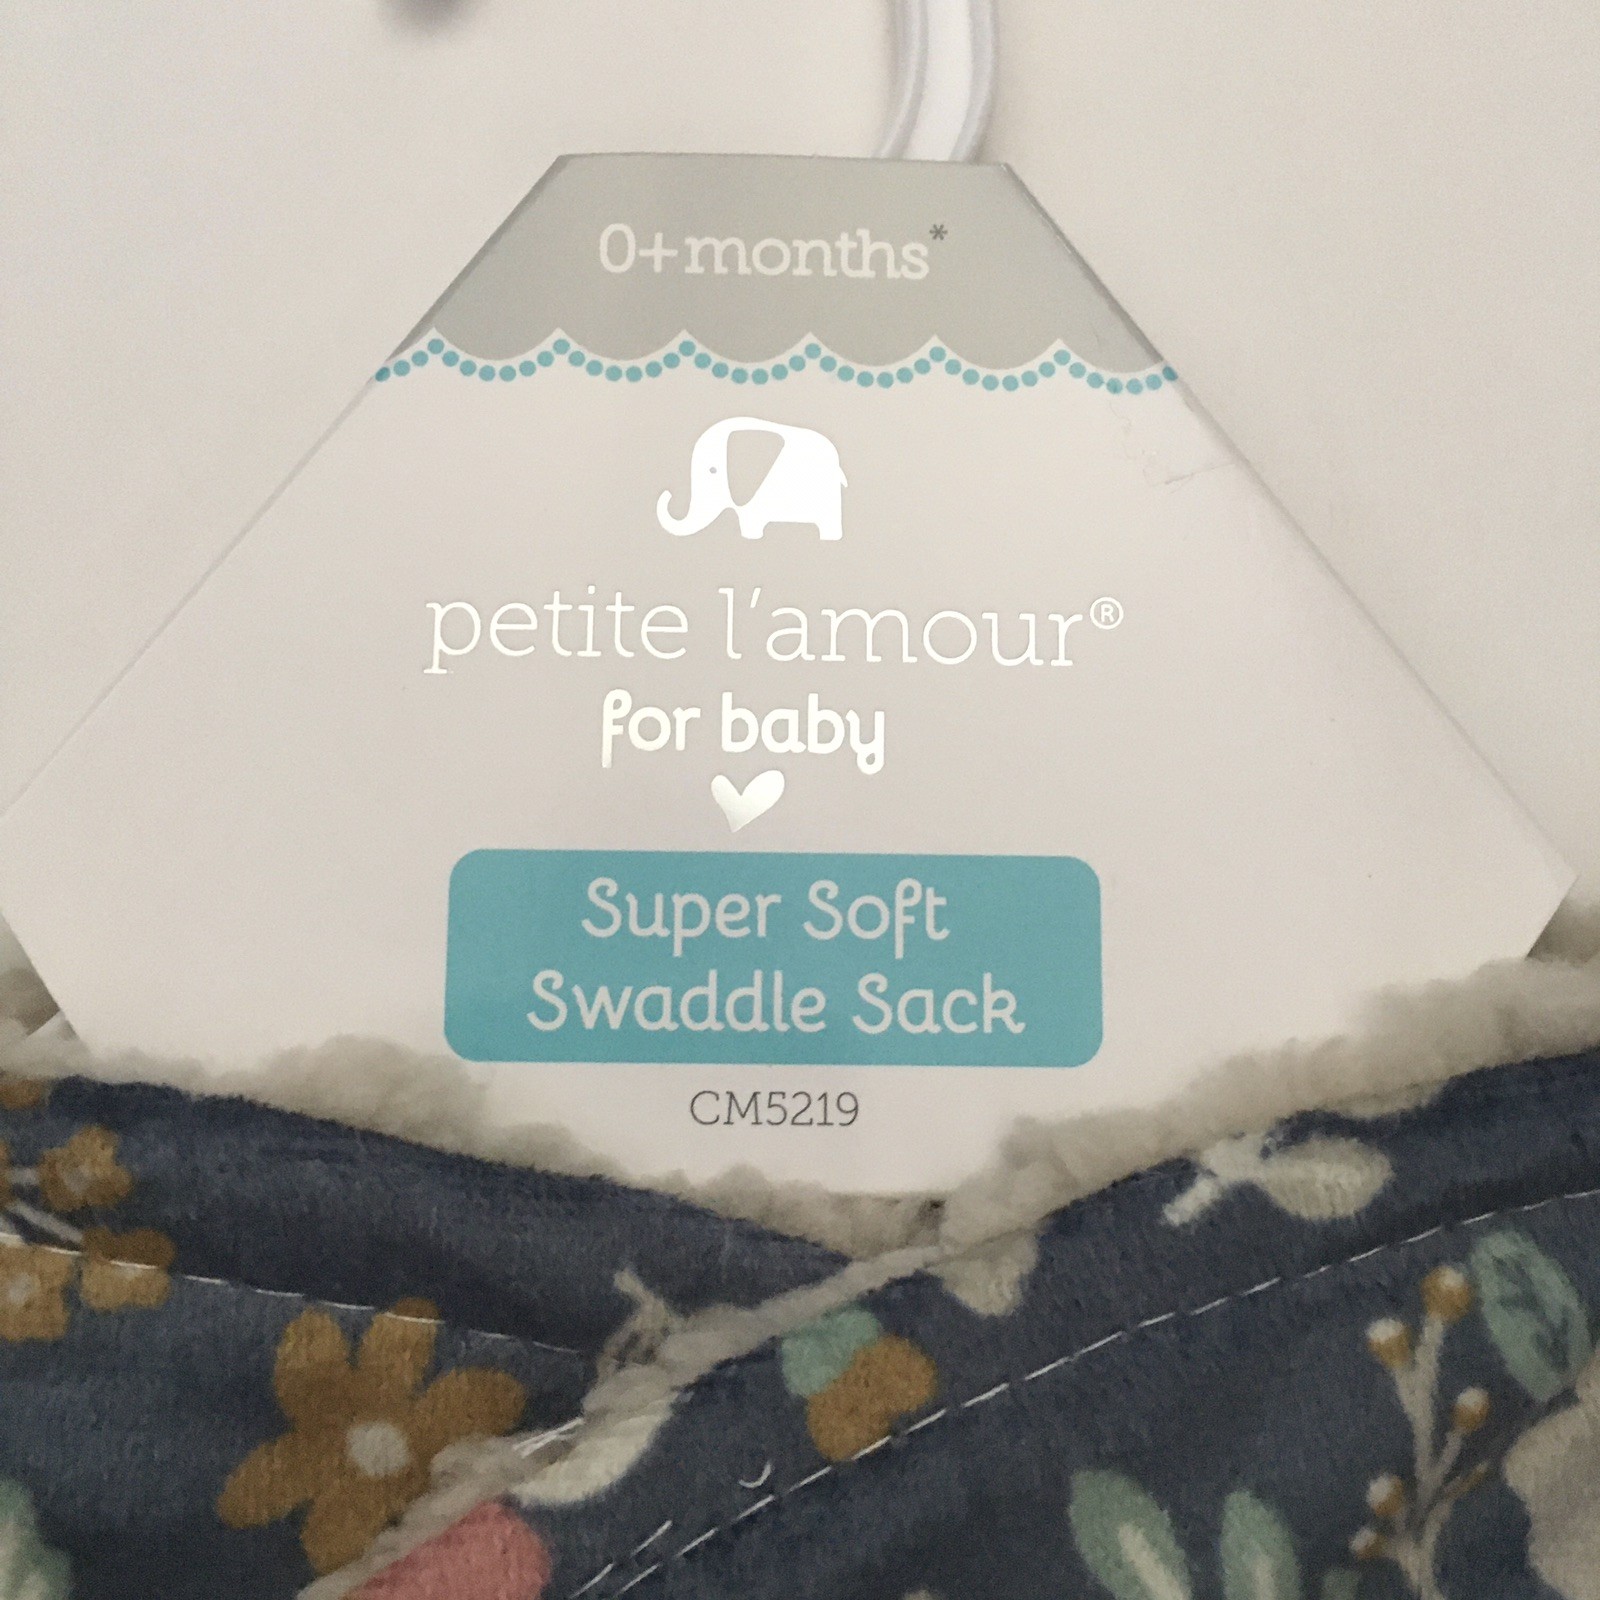 0+months*
petite l'amour®
for baby
Super Soft
Swaddle Sack
CM5219